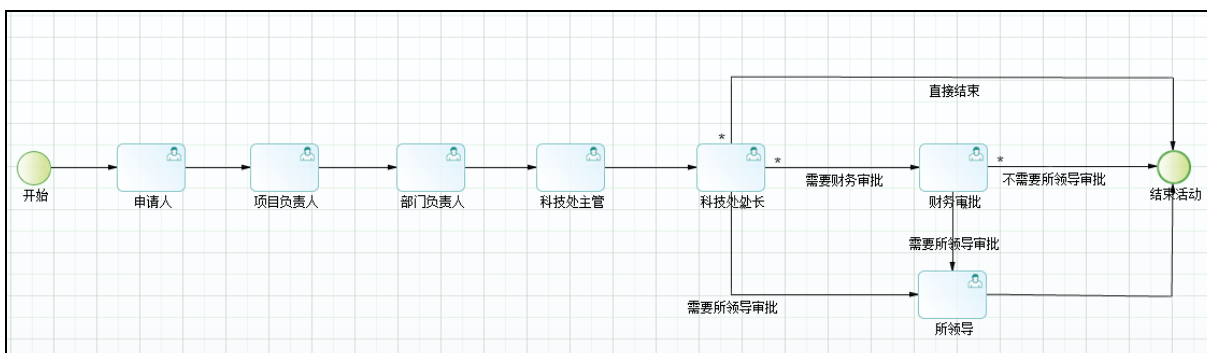 直接结束
*
*
*
需要财务审批
不需要所领导审批
开始
申请人
项目负责人
部门负责人
科技处主管
科技处处长
财务审批
结束活动
需要所领导审批
需要所领导审批
所领导